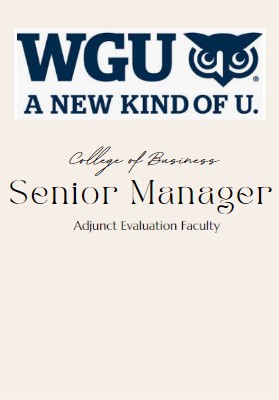 WGU
®
A NEW KIND OF U.
College of Business
Senior Manager
Adjunct Evaluation Faculty